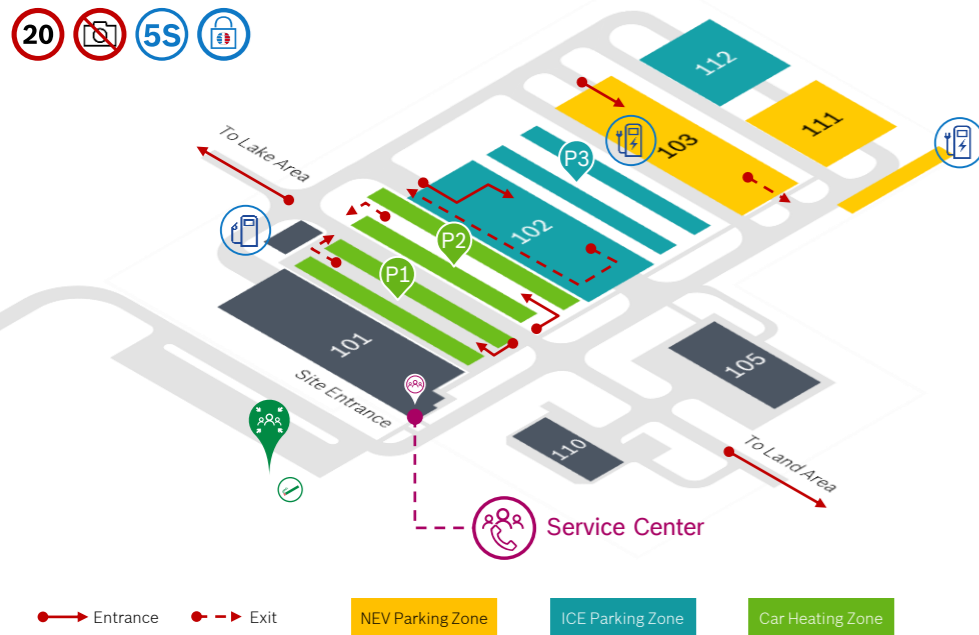 20
5S
112
111
103
To Lake Area
P3
102
P2
P1
101
105
Site Entrance
110
To Land Area
Service Center
Entrance
Exit
NEV Parking Zone
ICE Parking Zone
Car Heating Zone